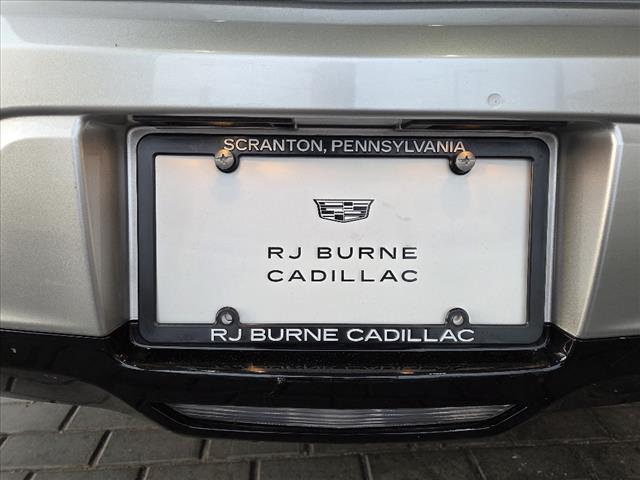 SCRANTON, PENNSYLVANIA
RJ BURNE
CADILLAC
RJ BURNE CADILLAC